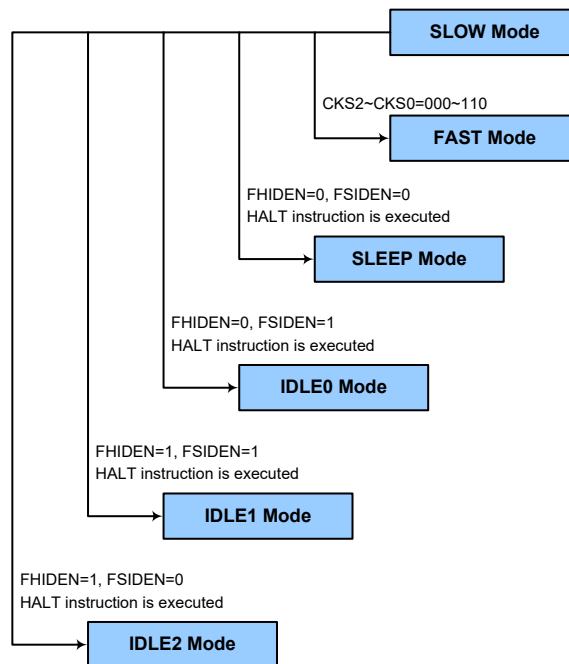 SLOW Mode
CKS2~CKS0=000~110
FAST Mode
FHIDEN=0, FSIDEN=0
HALT instruction is executed
SLEEP Mode
FHIDEN=0, FSIDEN=1
HALT instruction is executed
IDLE0 Mode
FHIDEN=1, FSIDEN=1
HALT instruction is executed
IDLE1 Mode
FHIDEN=1, FSIDEN=0
HALT instruction is executed
IDLE2 Mode